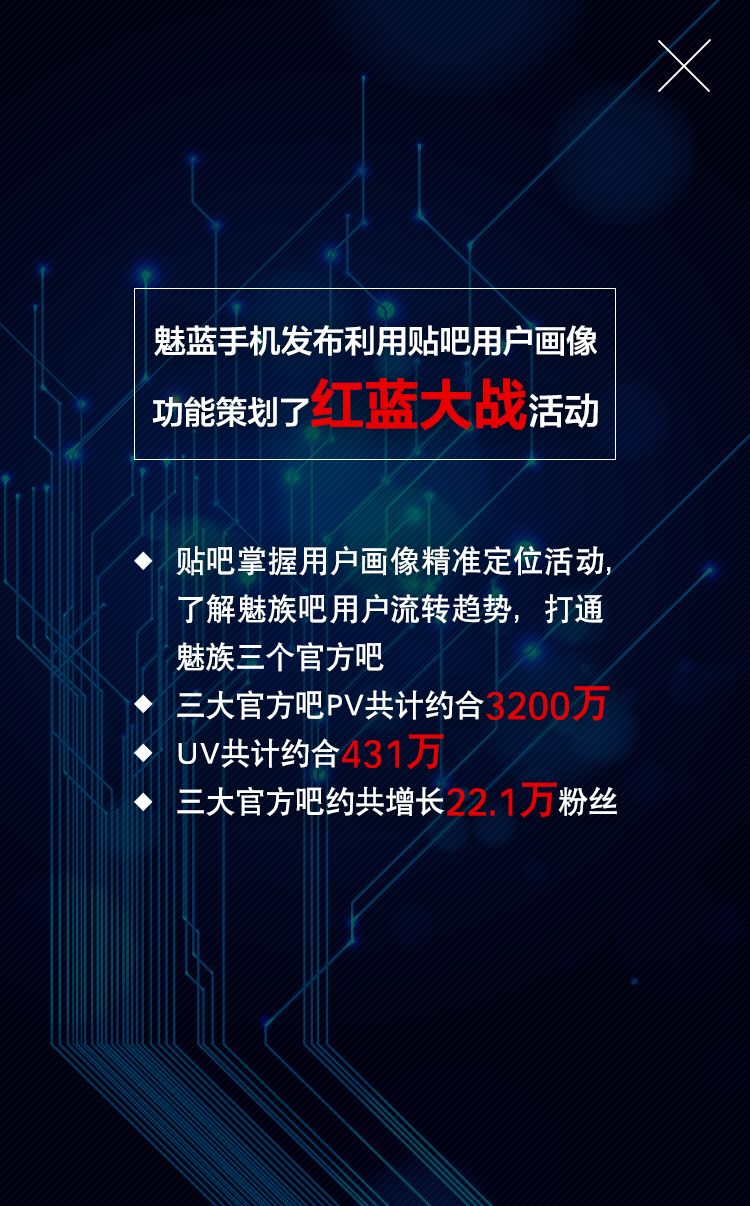 魅蓝手机发布利用贴吧用户画像
功能策划了红蓝大战活动
◆ 贴吧掌握用户画像精准定位活动,
了解魅族吧用户流转趋势, 打通
魅族三个官方吧
◆ 三大官方吧PV共计约合3200万
◆ UV共计约合431万
◆ 三大官方吧约共增长22.1万粉丝